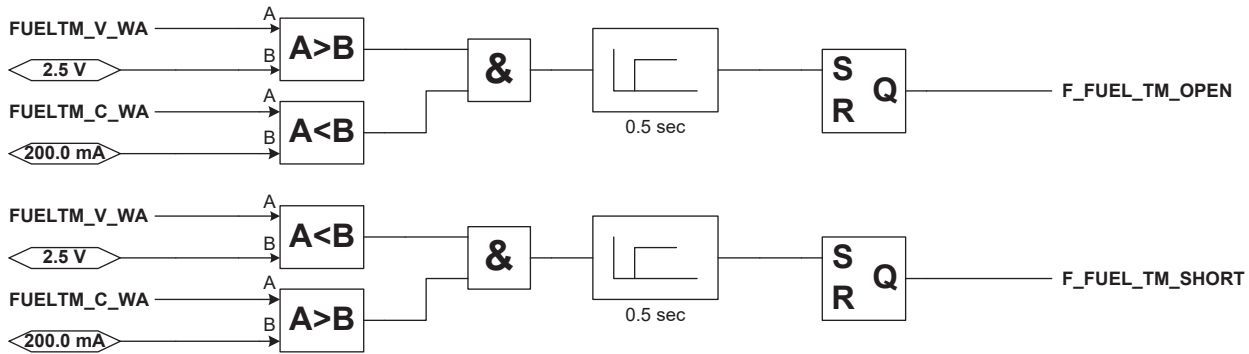 FUELTM_V_WA
A
B
A>B
2.5 V
FUELTM_C_WA
A
B
A<B
200.0 mA
&
0.5 sec
S
R
Q
F_FUEL_TM_OPEN
FUELTM_V_WA
A
B
A<B
2.5 V
FUELTM_C_WA
A
B
A>B
200.0 mA
&
0.5 sec
S
R
Q
F_FUEL_TM_SHORT